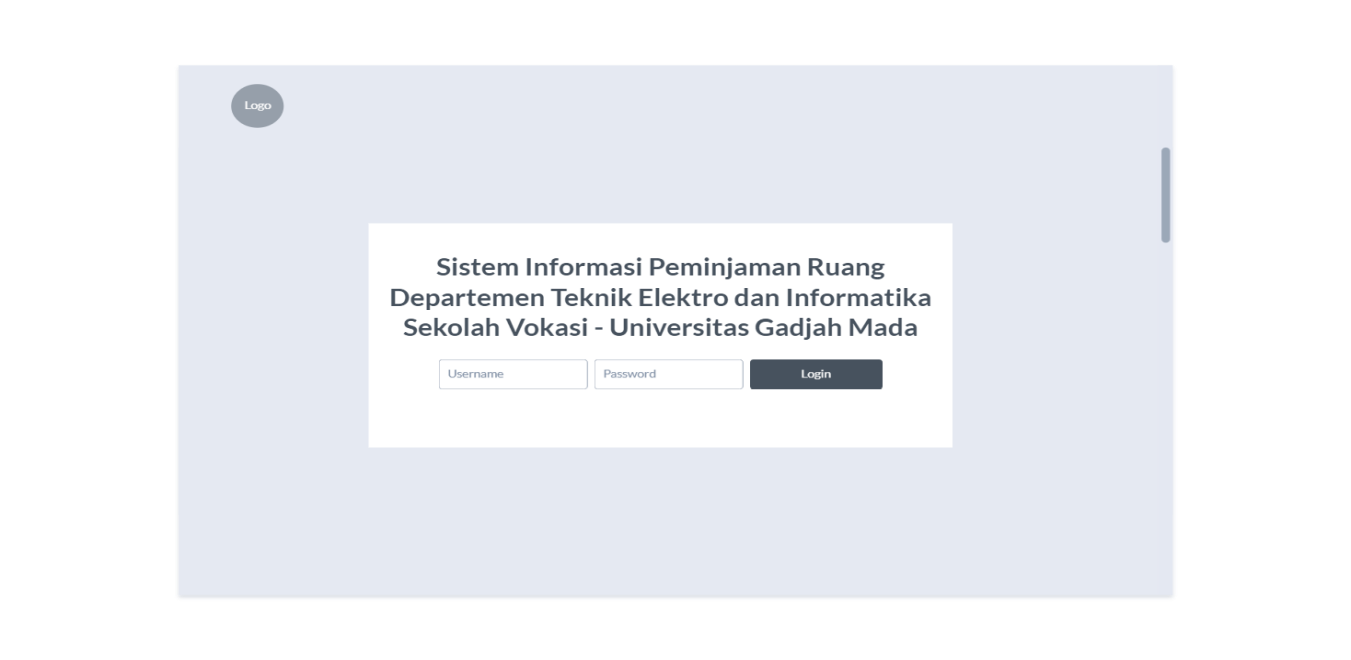 Logo
Sistem Informasi Peminjaman Ruang
Departemen Teknik Elektro dan Informatika
Sekolah Vokasi - Universitas Gadjah Mada
Username Password Login